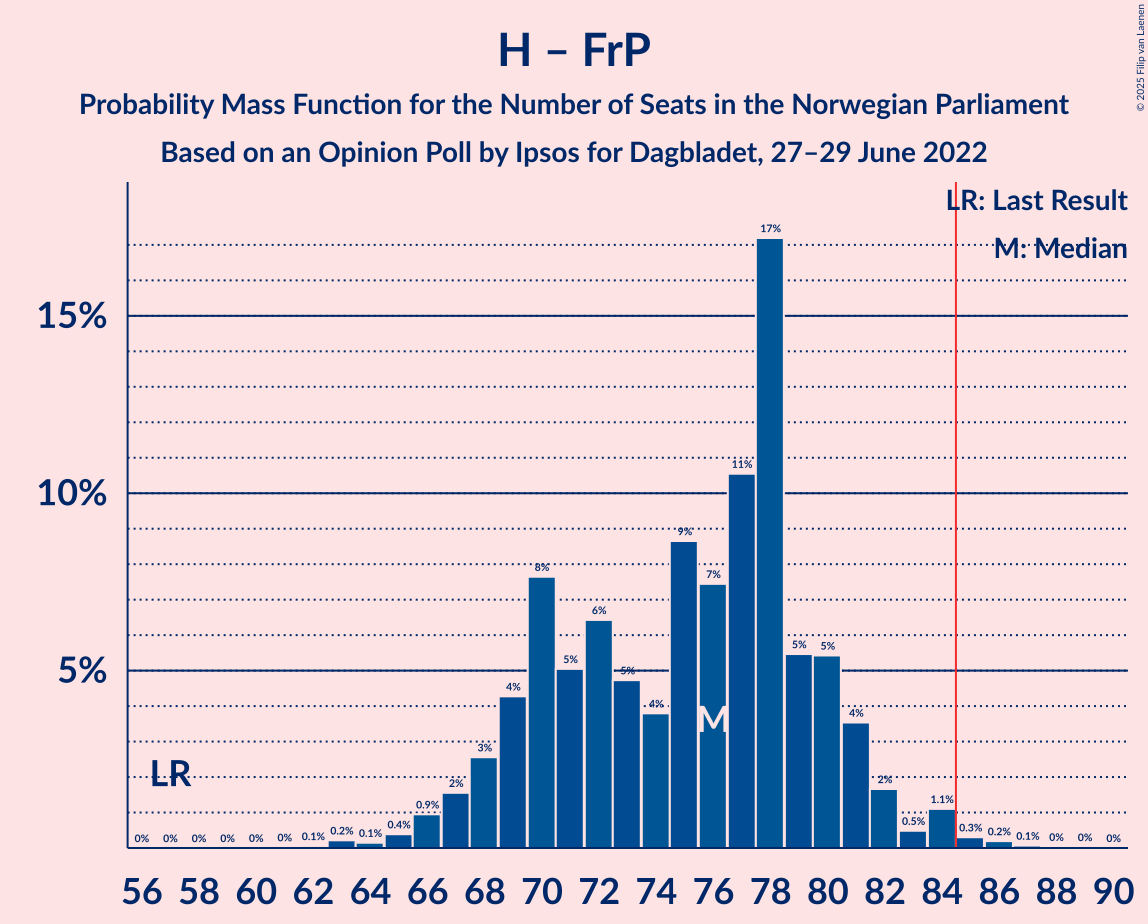 H – FrP
Probability Mass Function for the Number of Seats in the Norwegian Parliament
Based on an Opinion Poll by Ipsos for Dagbladet, 27–29 June 2022
© 2025 Filip van Laenen
LR: Last Result
M: Median
15%
10%
5%
LR
M
0% 0% 0% 0% 0% 0% 0.1% 0.2% 0.1% 0.4% 0.9% 2% 3% 4% 8% 5% 6% 5% 4% 9% 7% 11% 17% 5% 5% 4% 2% 0.5% 1.1% 0.3% 0.2% 0.1% 0% 0% 0%
56 58 60 62 64 66 68 70 72 74 76 78 80 82 84 86 88 90